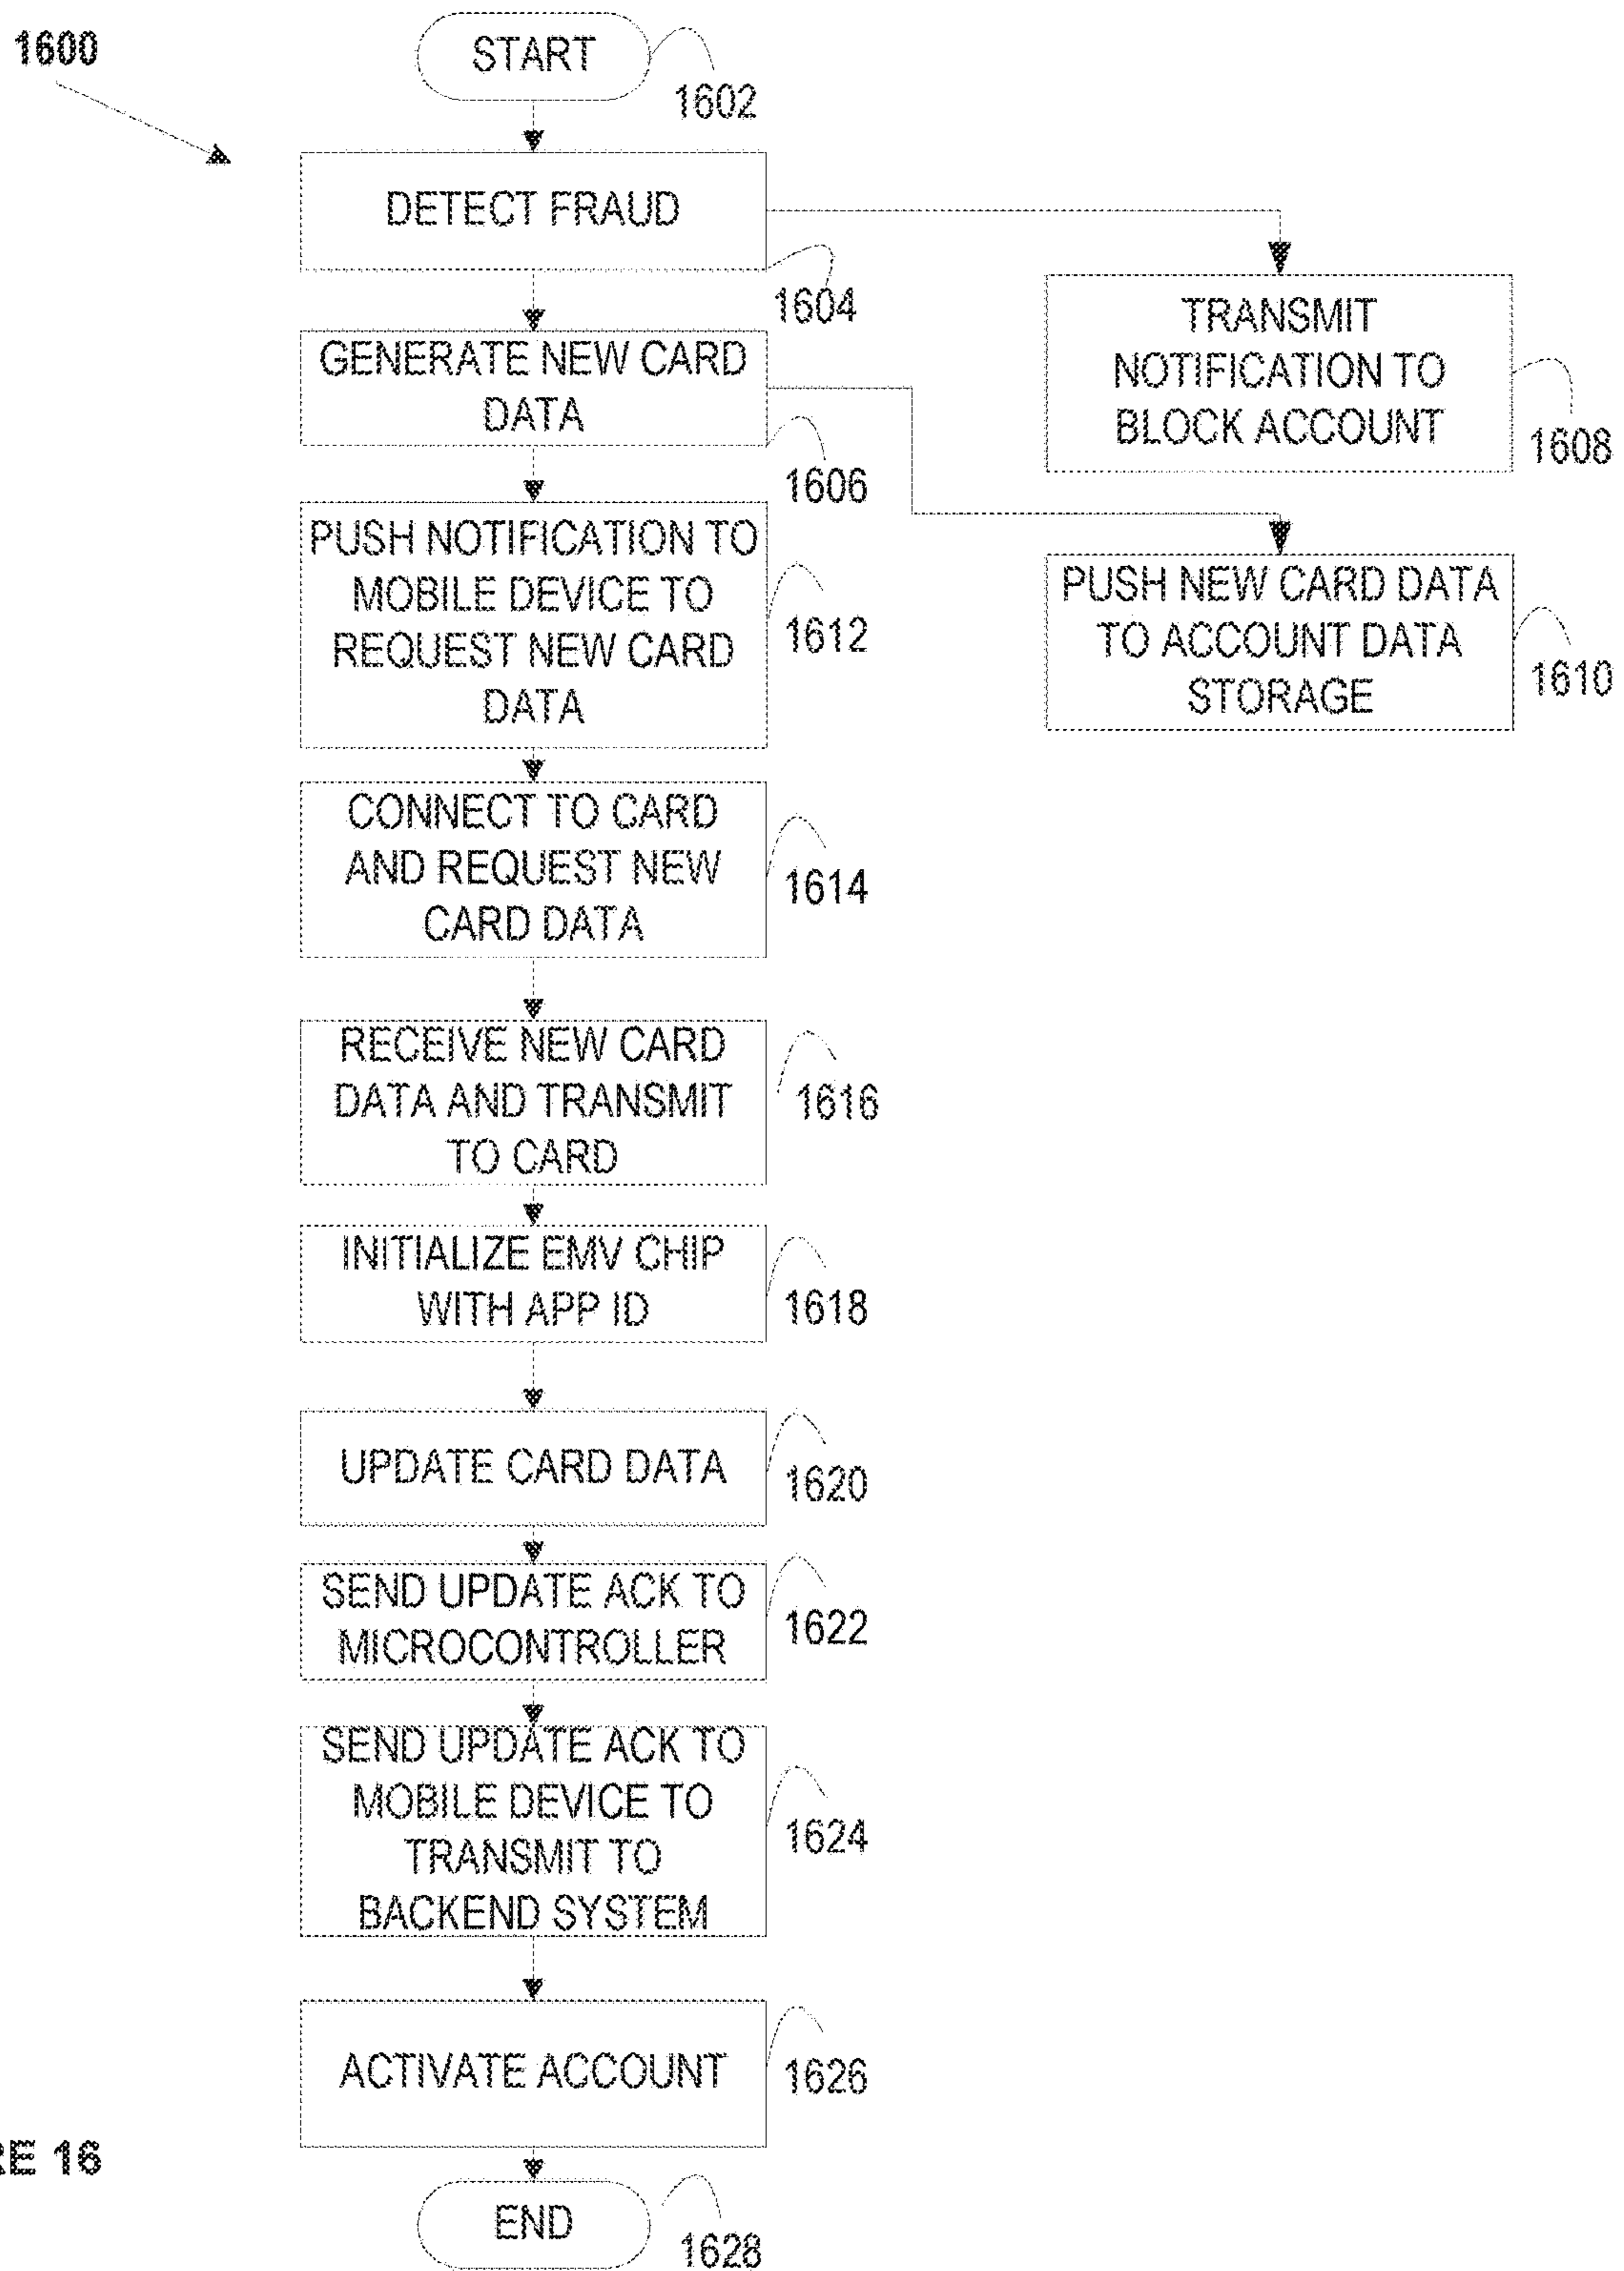 1600
START
1602
DETECT FRAUD
1604
TRANSMIT
NOTIFICATION TO
BLOCK ACCOUNT
1608
GENERATE NEW CARD
DATA
1606
PUSH NOTIFICATION TO
MOBILE DEVICE TO
REQUEST NEW CARD
DATA
1612
PUSH NEW CARD DATA
TO ACCOUNT DATA
STORAGE
1610
CONNECT TO CARD
AND REQUEST NEW
CARD DATA
1614
RECEIVE NEW CARD
DATA AND TRANSMIT
TO CARD
1616
INITIALIZE EMV CHIP
WITH APP ID
1618
UPDATE CARD DATA
1620
SEND UPDATE ACK TO
MICROCONTROLLER
1622
SEND UPDATE ACK TO
MOBILE DEVICE TO
TRANSMIT TO
BACKEND SYSTEM
1624
ACTIVATE ACCOUNT
1626
RE 16
END
1628